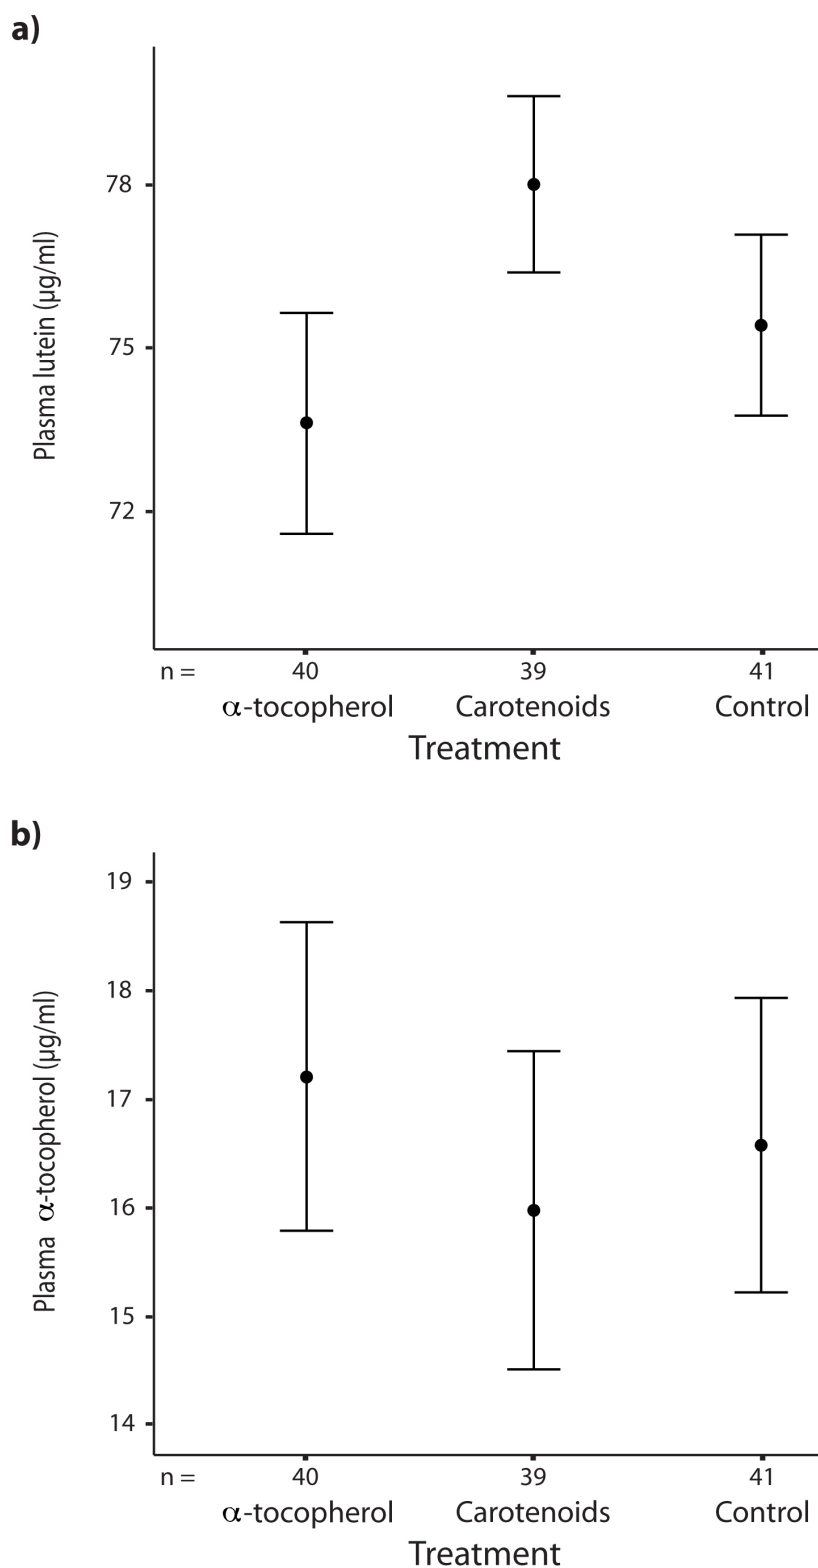 a)
Plasma lutein (µg/ml)
78
75
72
n = 40 39 41
α-tocopherol Carotenoids Control
Treatment
b)
Plasma α-tocopherol (µg/ml)
19
18
17
16
15
14
n = 40 39 41
α-tocopherol Carotenoids Control
Treatment